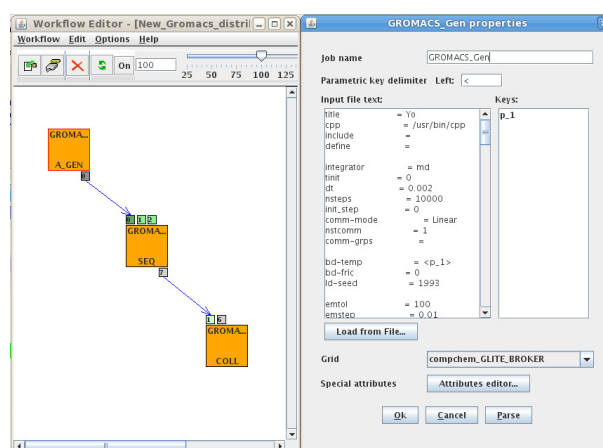 Workflow Editor - [New_Gromacs_distril
Workflow Edit Options Help
On 100
25 50 75 100 125
GROMA...
A_GEN
0
0 1 2
GROMA...
SEQ
7
1 6
GROMA...
COLL
GROMACS_Gen properties
Job name GROMACS_Gen
Parametric key delimiter Left: <
Input file text: Keys:
title = Yo
p_1
cpp = /usr/bin/cpp
include =
define =
integrator = md
tinit = 0
dt = 0.002
nsteps = 10000
init_step = 0
comm-mode = Linear
nstcomm = 1
comm-grps =
bd-temp = <p_1>
bd-fric = 0
ld-seed = 1993
emtol = 100
emstep = 0.01
Load from File...
Grid compchem_GLITE_BROKER
Special attributes Attributes editor...
Ok Cancel Parse